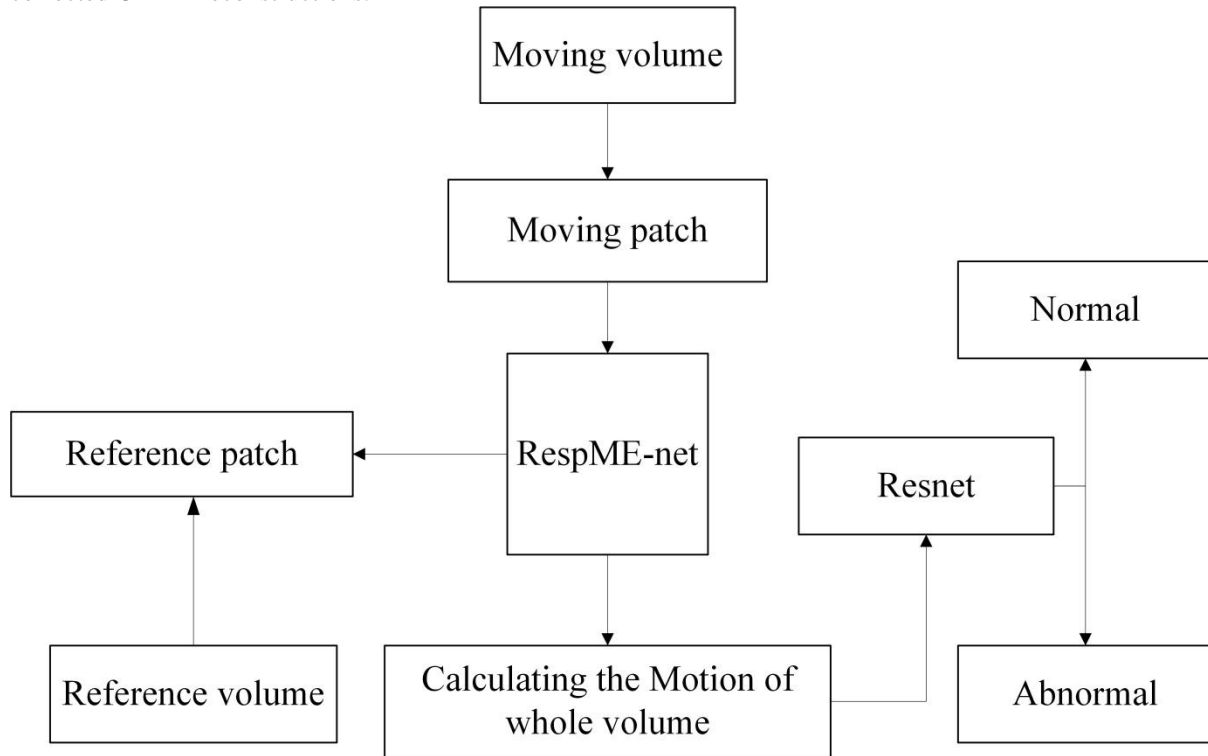 Moving volume
Moving patch
Normal
Reference patch
RespME-net
Resnet
Reference volume
Calculating the Motion of
whole volume
Abnormal